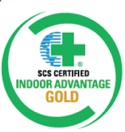 ®
SCS CERTIFIED
INDOOR ADVANTAGE
GOLD